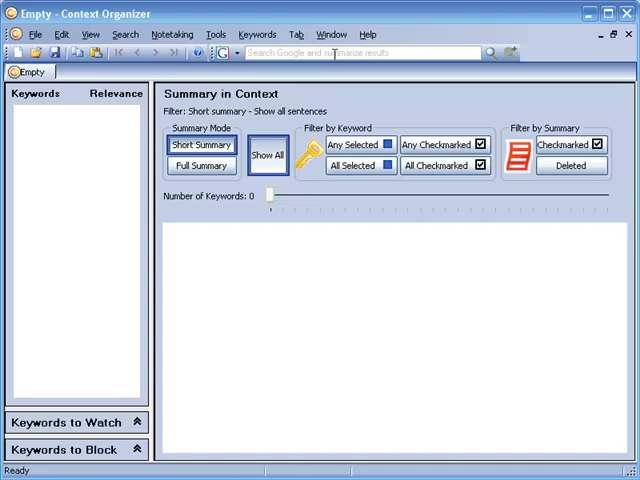 Empty - Context Organizer
File Edit View Search Notetaking Tools Keywords Tab Window Help
G Search Google and summarize results
Empty
Keywords Relevance
Summary in Context
Filter: Short summary - Show all sentences
Summary Mode Filter by Keyword Filter by Summary
Short Summary Show All Any Selected Any Checkmarked Checkmarked
Full Summary All Selected All Checkmarked Deleted
Number of Keywords: 0
Keywords to Watch
Keywords to Block
Ready